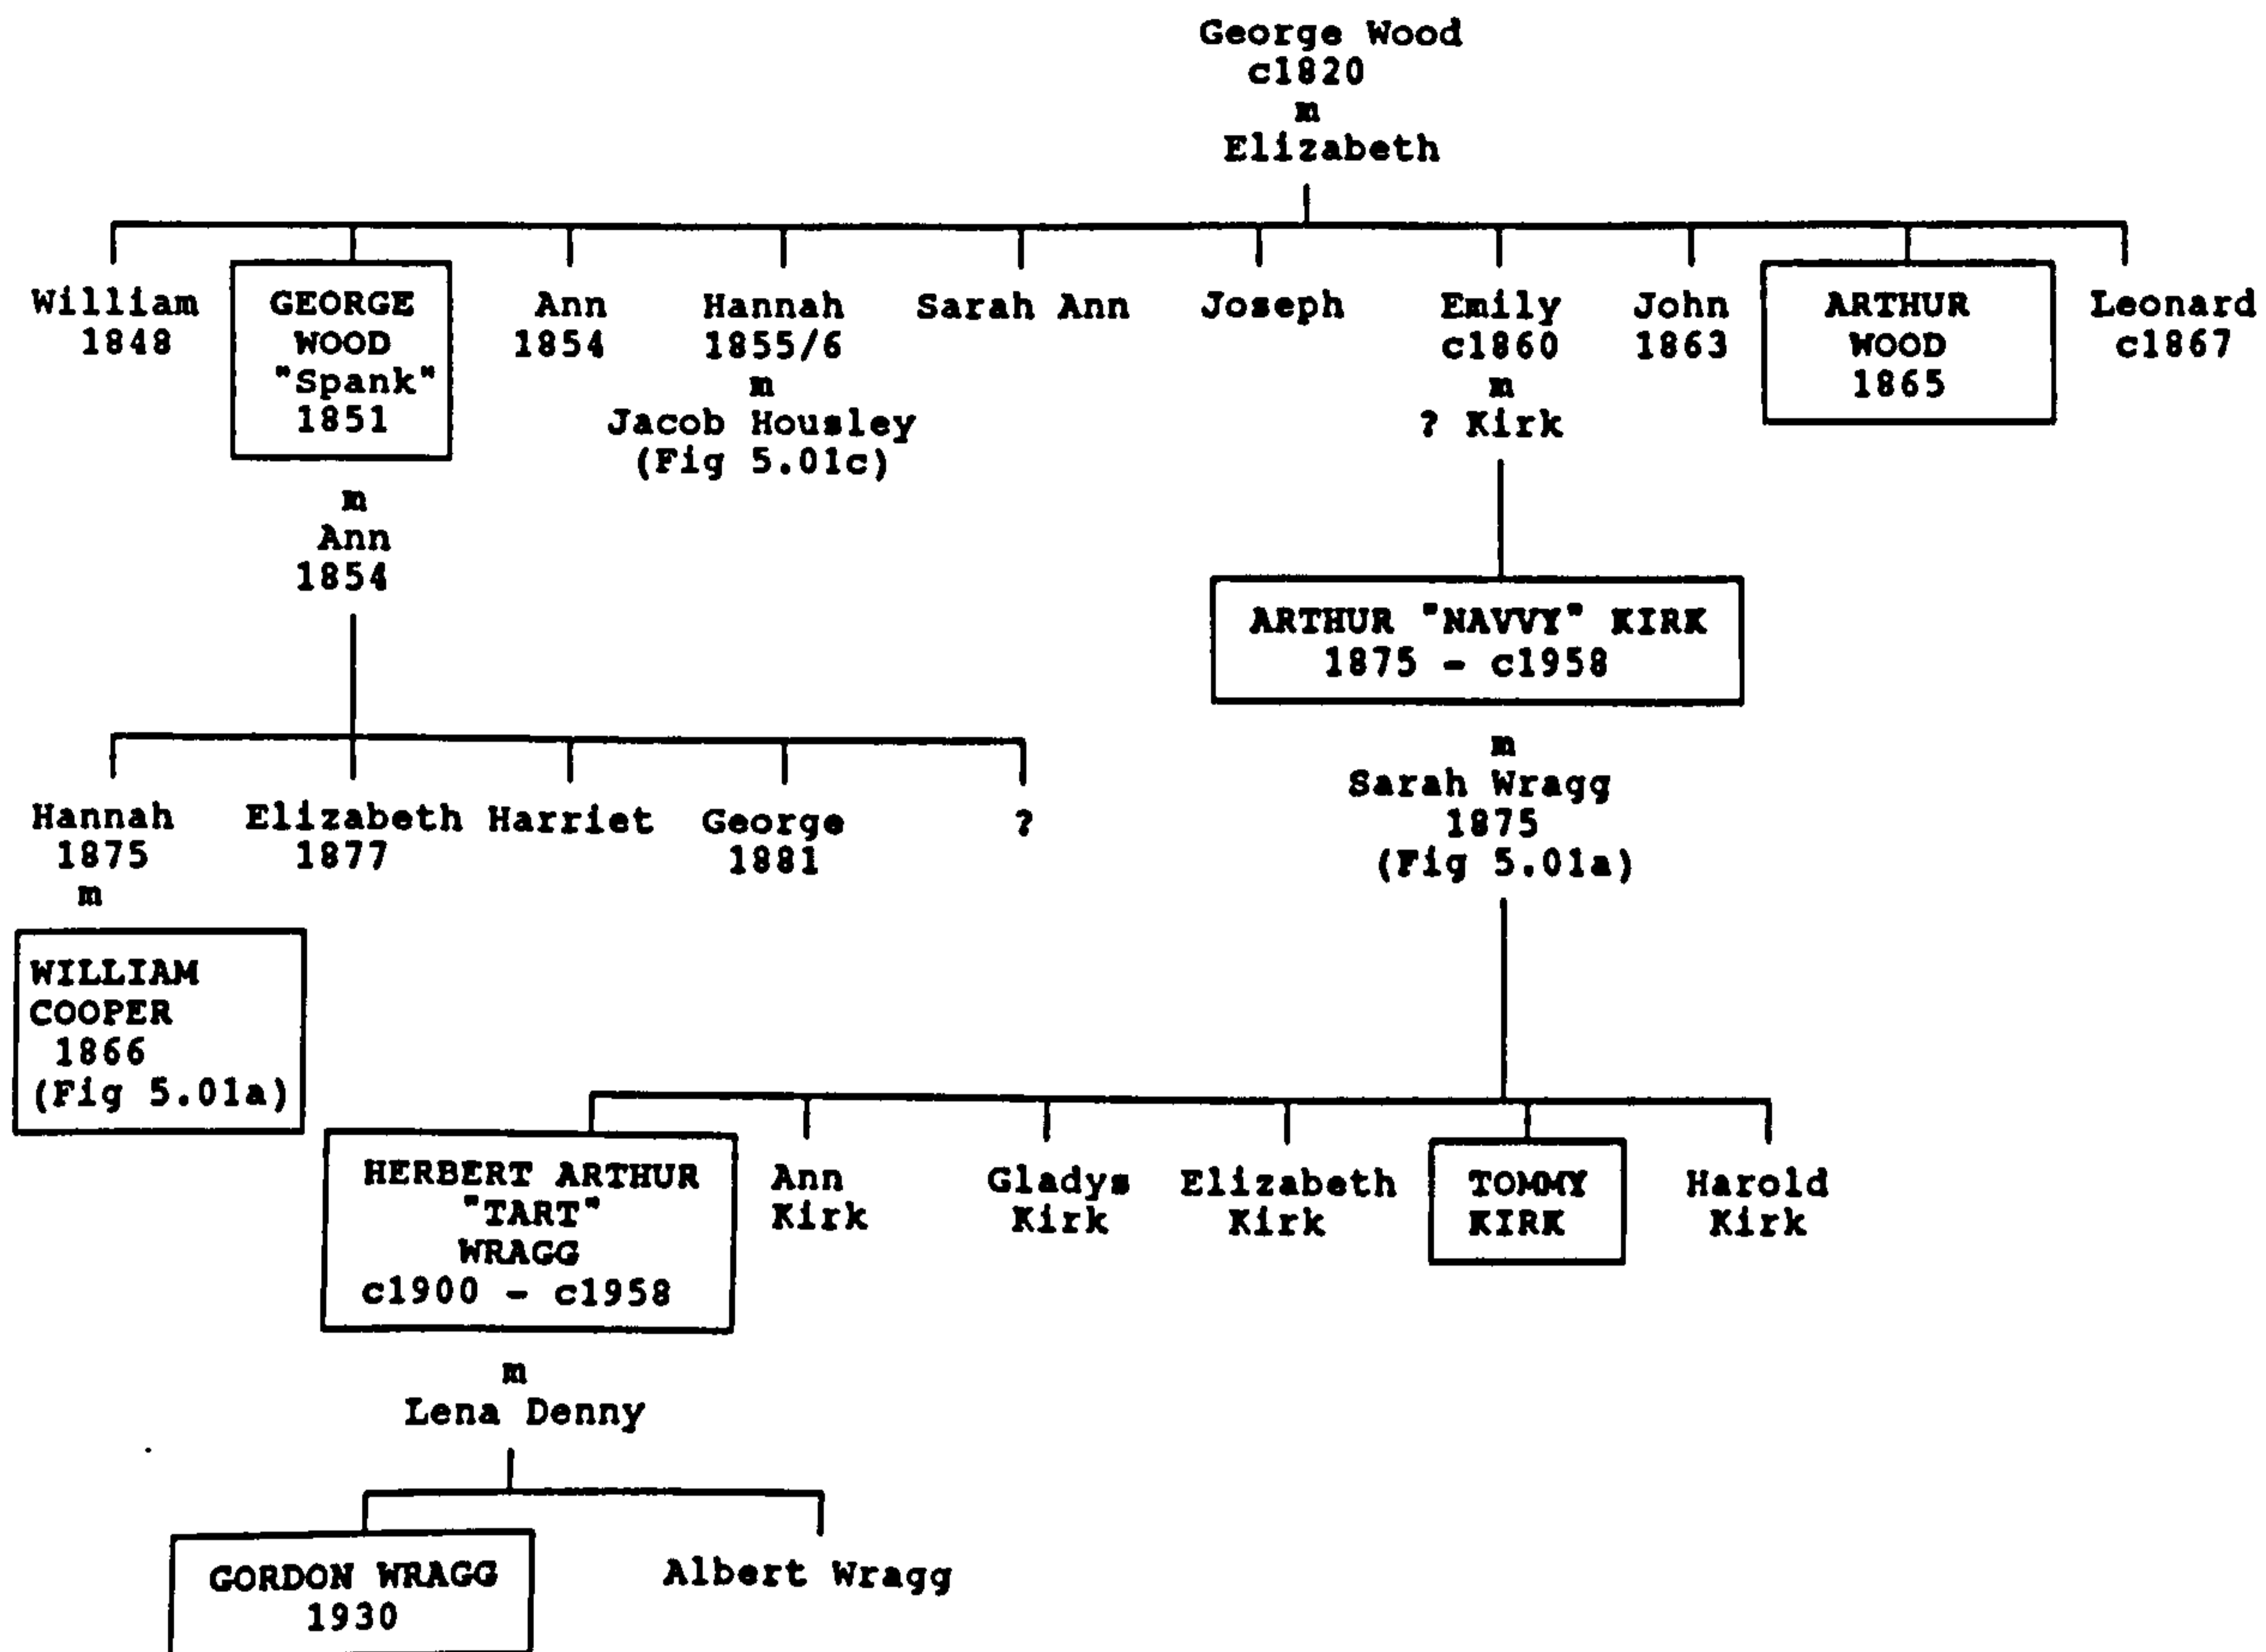 George Wood
c1820
m
Elizabeth
William
1848
GEORGE
WOOD
"Spank"
1851
Ann
1854
Hannah
1855/6
m
Jacob Housley
(Fig 5.01c)
Sarah Ann
Joseph
Emily
c1860
m
? Kirk
John
1863
ARTHUR
WOOD
1865
Leonard
c1867
m
Ann
1854
ARTHUR "NAVVY" KIRK
1875 - c1958
m
Sarah Wragg
1875
(Fig 5.01a)
Hannah
1875
m
Elizabeth
1877
Harriet
George
1881
?
WILLIAM
COOPER
1866
(Fig 5.01a)
HERBERT ARTHUR
"TART"
WRAGG
c1900 - c1958
Ann
Kirk
Gladys
Kirk
Elizabeth
Kirk
TOMMY
KIRK
Harold
Kirk
m
Lena Denny
GORDON WRAGG
1930
Albert Wragg